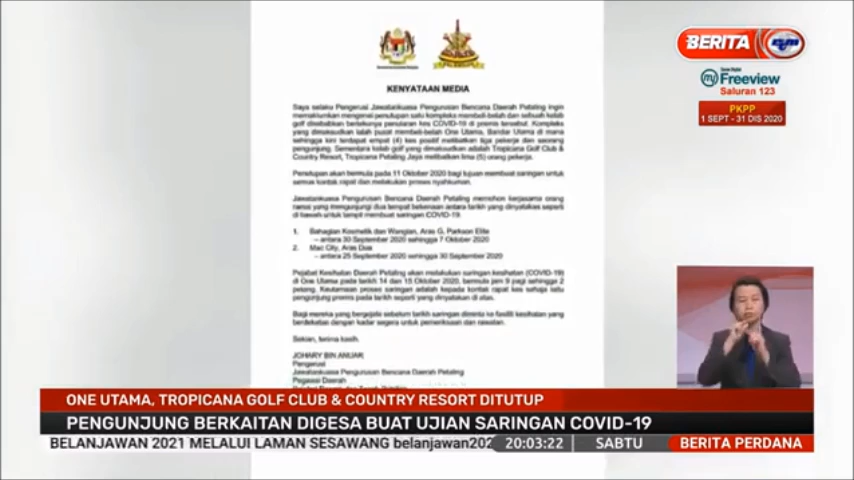 KENYATAAN MEDIA
Saya selaku Pengerusi Jawatankuasa Pengurusan Bencana Daerah Petaling ingin
memaklumkan mengenai penutupan satu kompleks membeli-belah dan sebuah kelab
golf disebabkan berlakunya penularan kes COVID-19 di premis tersebut. Kompleks
yang dimaksudkan ialah pusat membeli-belah One Utama, Bandar Utama di mana
sehingga kini terdapat empat (4) kes positif melibatkan tiga pekerja dan seorang
pengunjung. Sementara kelab golf yang dimaksudkan adalah Tropicana Golf Club &
Country Resort, Tropicana Petaling Jaya melibatkan lima (5) orang pekerja.
Penutupan akan bermula pada 11 Oktober 2020 bagi tujuan membuat saringan untuk
semua kontak rapat dan melakukan proses nyahkuman.
Jawatankuasa Pengurusan Bencana Daerah Petaling memohon kerjasama orang
ramai yang mengunjungi dua tempat berkenaan antara tarikh yang dinyatakan seperti
di bawah untuk tampil membuat saringan COVID-19:
1. Bahagian Kosmetik dan Wangian, Aras G, Parkson Elite
– antara 30 September 2020 sehingga 7 Oktober 2020
2. Mac City, Aras Dua
– antara 25 September 2020 sehingga 30 September 2020
Pejabat Kesihatan Daerah Petaling akan melakukan saringan kesihatan (COVID-19)
di One Utama pada tarikh 14 dan 15 Oktober 2020, bermula jam 9 pagi sehingga 2
petang. Keutamaan proses saringan adalah kepada kontak rapat kes sahaja iaitu
pengunjung premis pada tarikh seperti yang dinyatakan di atas.
Bagi mereka yang bergejala sebelum tarikh saringan diminta ke fasiliti kesihatan yang
berdekatan dengan kadar segera untuk pemeriksaan dan rawatan.
Sekian, terima kasih.
JOHARY BIN ANUAR
Pengerusi
Jawatankuasa Pengurusan Bencana Daerah Petaling
Pegawai Daerah
BERITA
Freeview
Saluran 123
PKPP
1 SEPT - 31 DIS 2020
ONE UTAMA, TROPICANA GOLF CLUB & COUNTRY RESORT DITUTUP
PENGUNJUNG BERKAITAN DIGESA BUAT UJIAN SARINGAN COVID-19
BELANJAWAN 2021 MELALUI LAMAN SESAWANG belanjawan202 20:03:22 SABTU BERITA PERDANA